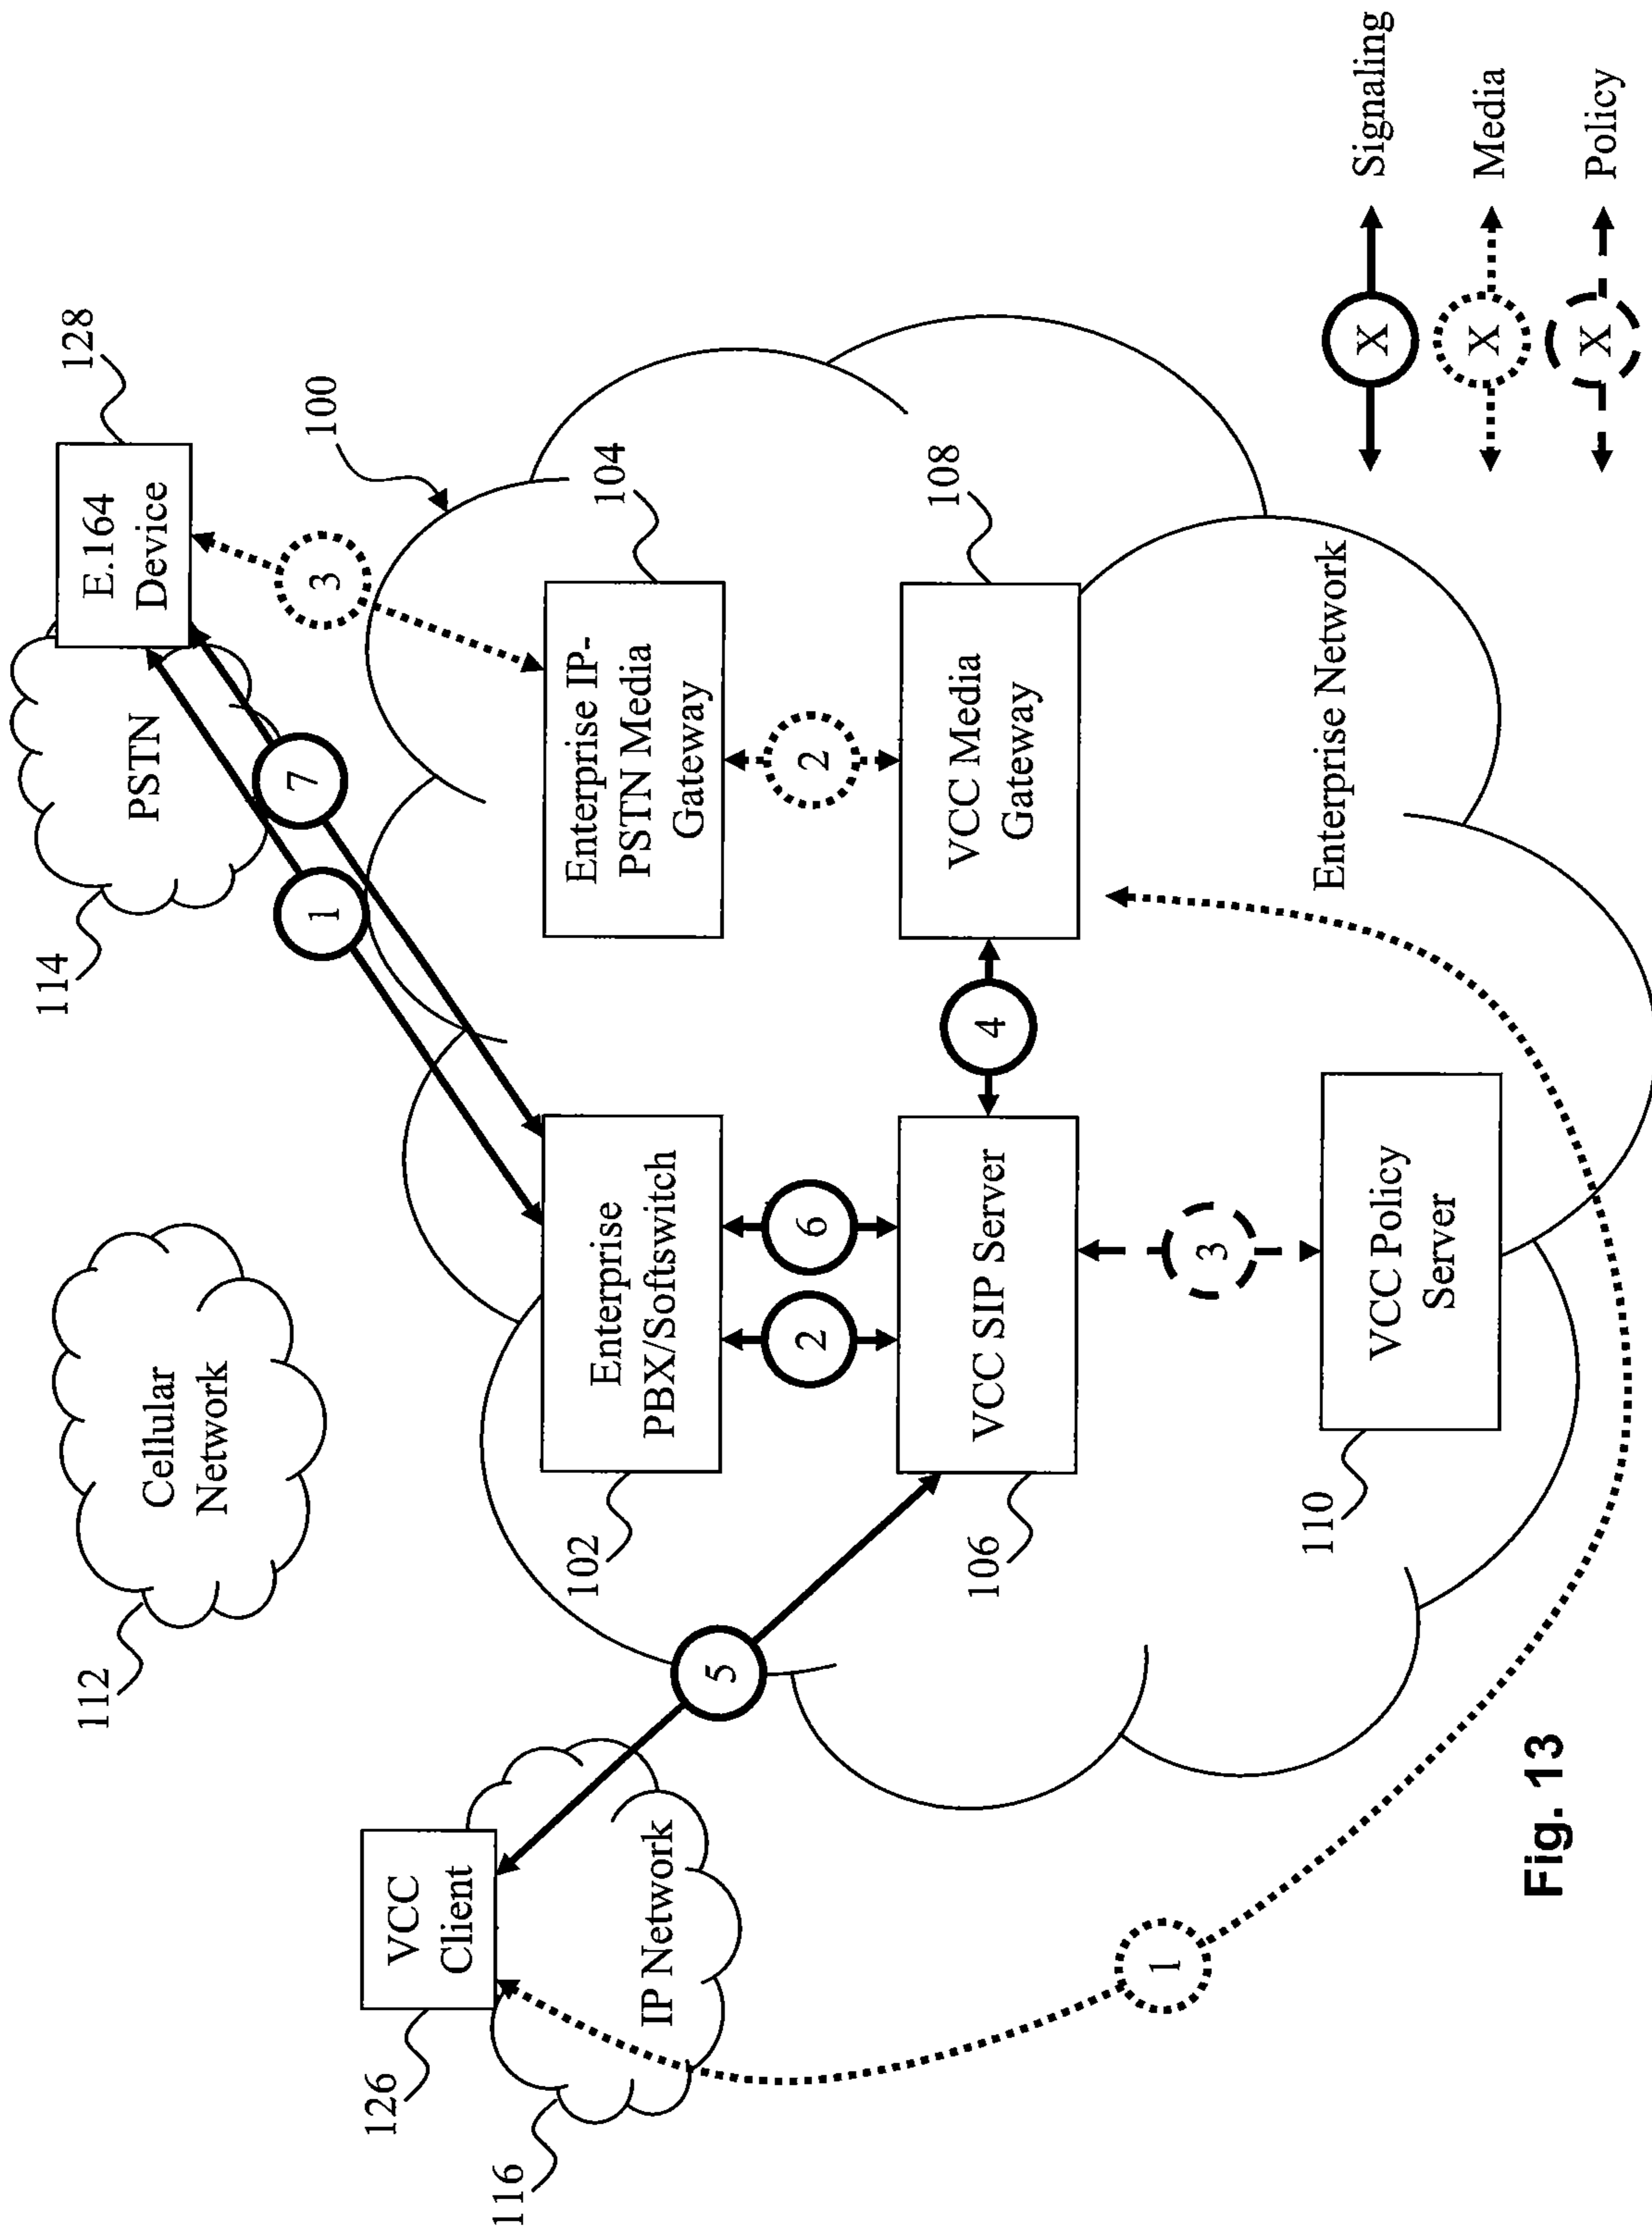 112
Cellular
Network
114
PSTN
128
E.164
Device
1
7
3
100
126
VCC
Client
116
IP Network
5
102
Enterprise
PBX/Softswitch
104
Enterprise IP-
PSTN Media
Gateway
2
6
2
106
VCC SIP Server
4
108
VCC Media
Gateway
3
110
VCC Policy
Server
Enterprise Network
1
X
Signaling
X
Media
X
Policy
Fig. 13